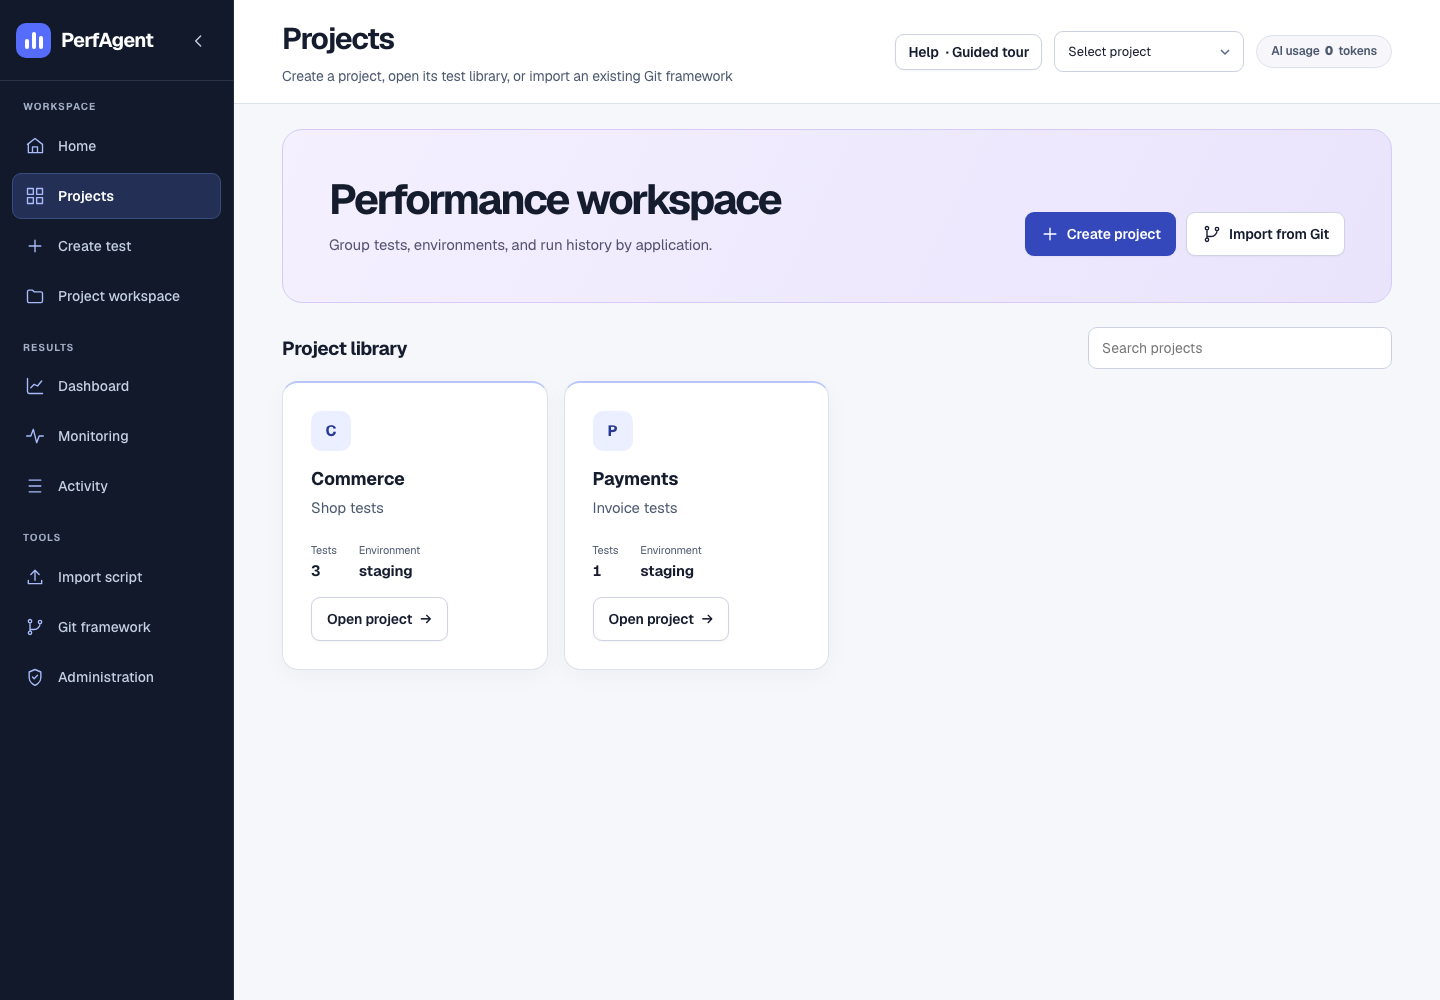 PerfAgent
WORKSPACE
Home
Projects
Create test
Project workspace
RESULTS
Dashboard
Monitoring
Activity
TOOLS
Import script
Git framework
Administration
Projects
Create a project, open its test library, or import an existing Git framework
Help · Guided tour
Select project
AI usage 0 tokens
Performance workspace
Group tests, environments, and run history by application.
Create project
Import from Git
Project library
Search projects
C
Commerce
Shop tests
Tests Environment
3 staging
Open project →
P
Payments
Invoice tests
Tests Environment
1 staging
Open project →